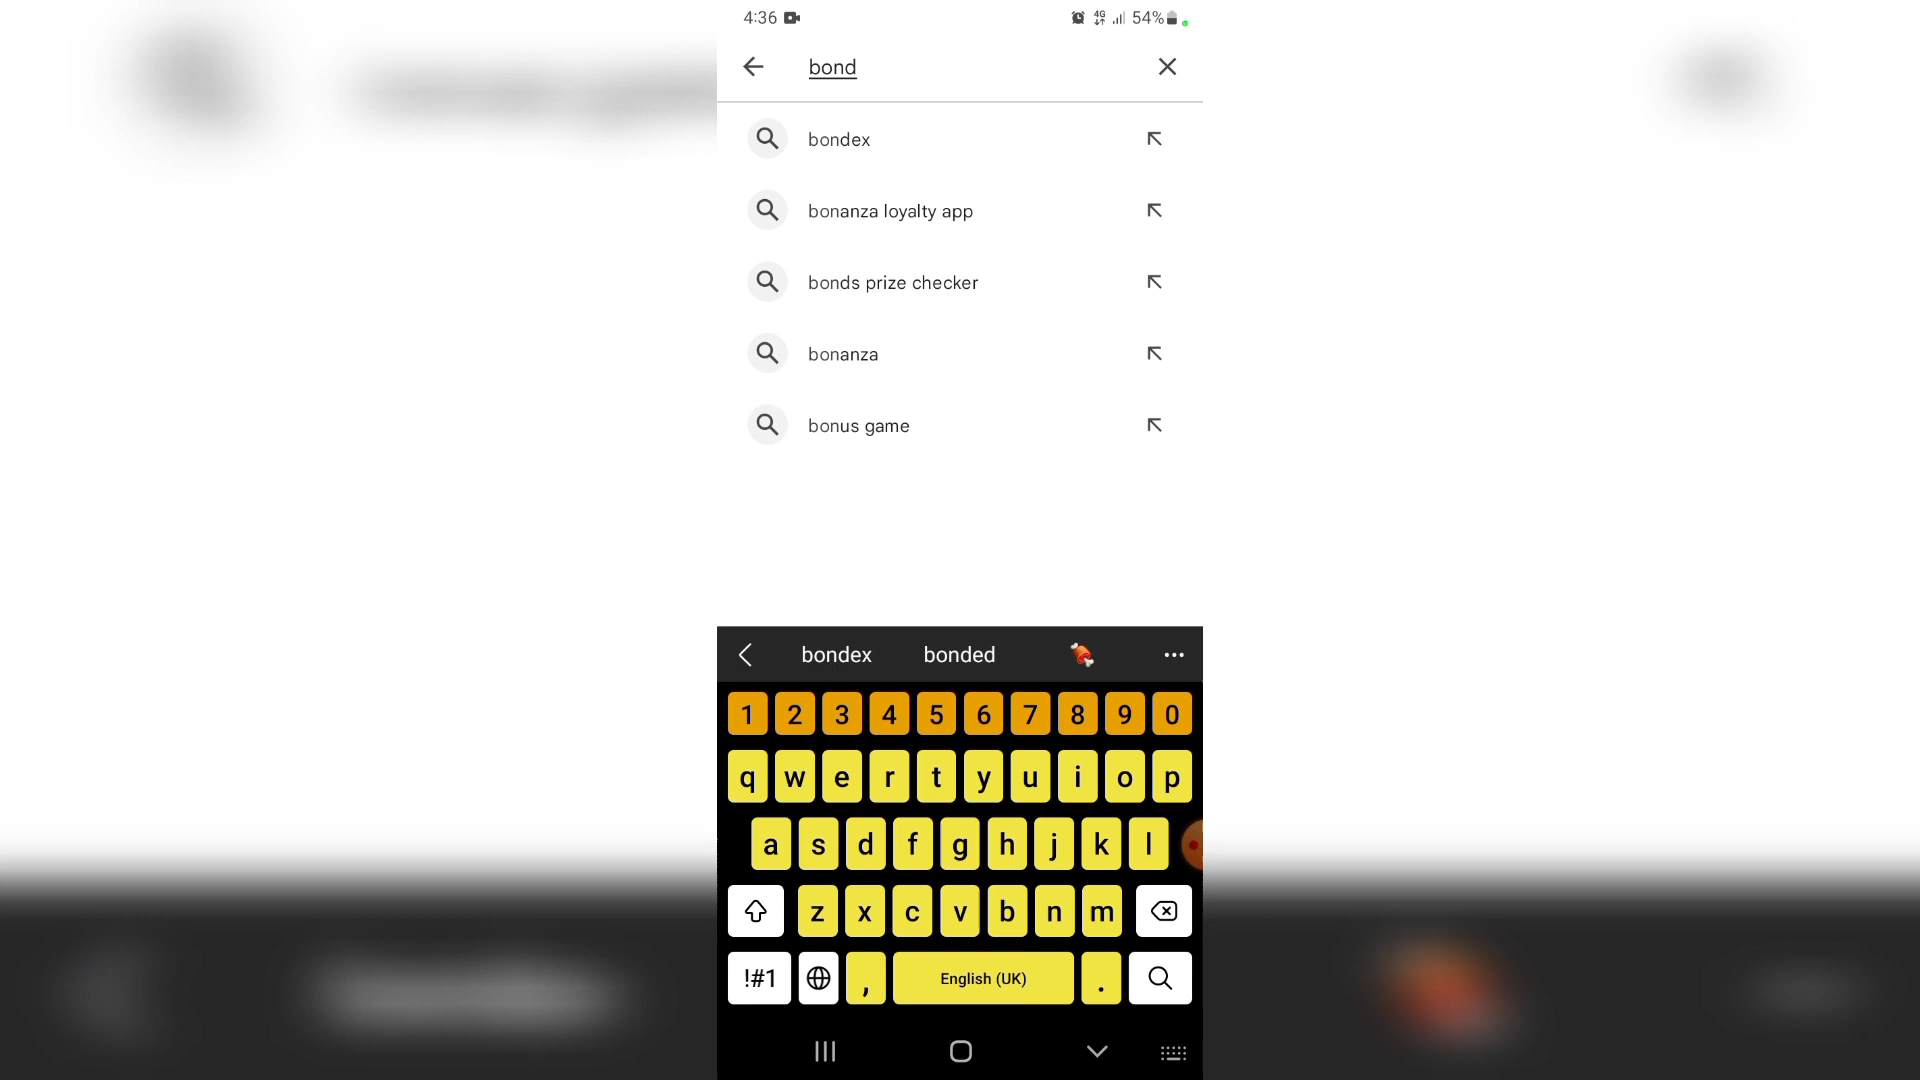 4:36 4G 54%
bond
bondex
bonanza loyalty app
bonds prize checker
bonanza
bonus game
bondex bonded
1 2 3 4 5 6 7 8 9 0
q w e r t y u i o p
a s d f g h j k l
z x c v b n m
!#1 , English (UK) .